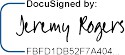 DocuSigned by:
Jeremy Rogers
FBFD1DB52F7A404...